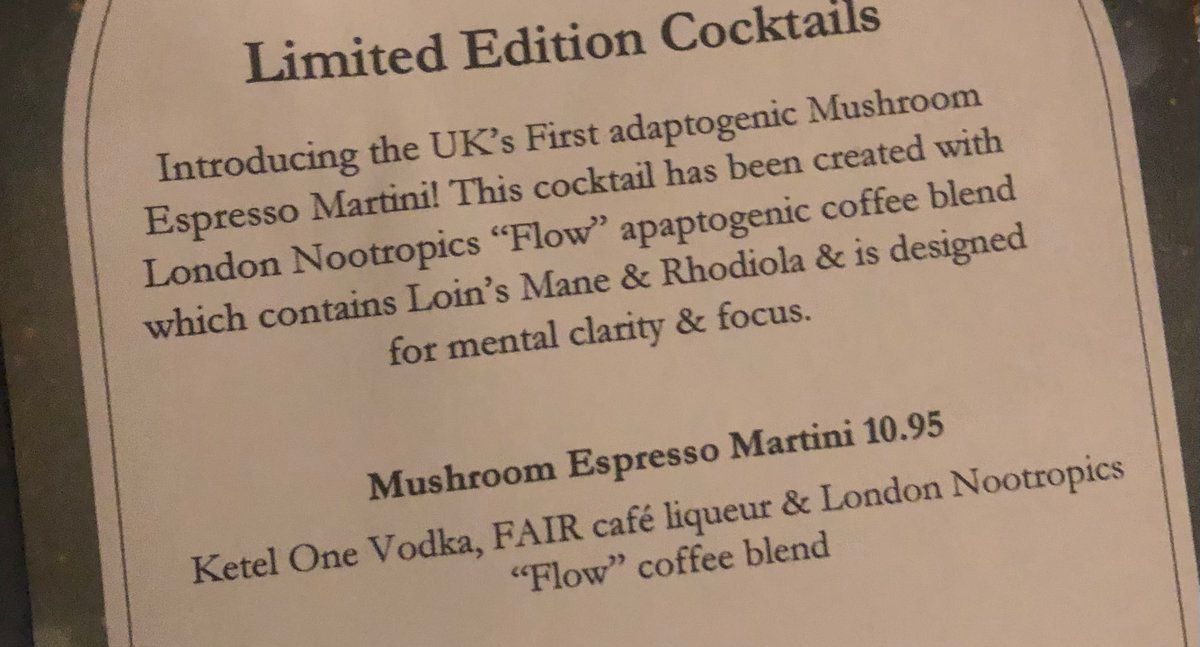 Limited Edition Cocktails
Introducing the UK's First adaptogenic Mushroom
Espresso Martini! This cocktail has been created with
London Nootropics “Flow” apaptogenic coffee blend
which contains Loin's Mane & Rhodiola & is designed
for mental clarity & focus.
Mushroom Espresso Martini 10.95
Ketel One Vodka, FAIR café liqueur & London Nootropics
“Flow” coffee blend